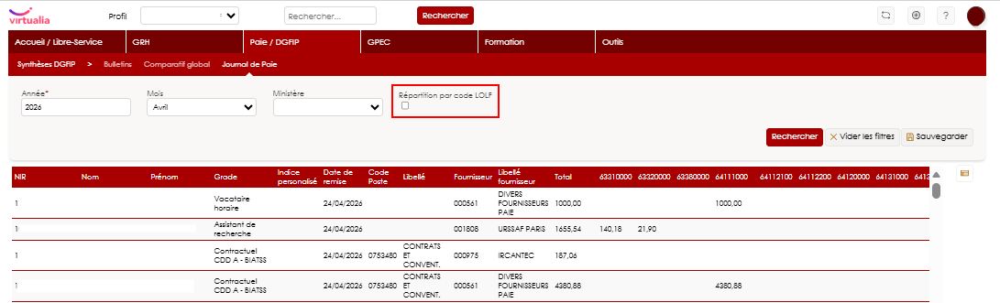 virtualia
Profil
Rechercher...
Rechercher
?
Accueil / Libre-Service GRH Paie / DGFIP GPEC Formation Outils
Synthèses DGFIP > Bulletins Comparatif global Journal de Paie
Année* Mois Ministère Répartition par code LOLF
2026 Avril
Rechercher Vider les filtres Sauvegarder
NIR Nom Prénom Grade Indice personalisé Date de remise Code Poste Libellé Fournisseur Libellé fournisseur Total 63310000 63320000 63380000 64111000 64112100 64112200 64120000 64131000 6413
1 Vacataire horaire 24/04/2026 000561 DIVERS FOURNISSEURS PAIE 1000,00 1000,00
1 Assistant de recherche 24/04/2026 001808 URSSAF PARIS 1655,54 140,18 21,90
1 Contractuel CDD A - BIATSS 24/04/2026 0753480 CONTRATS ET CONVENT. 000975 IRCANTEC 187,06
1 Contractuel CDD A - BIATSS 24/04/2026 0753480 CONTRATS ET CONVENT. 000561 DIVERS FOURNISSEURS PAIE 4380,88 4380,88